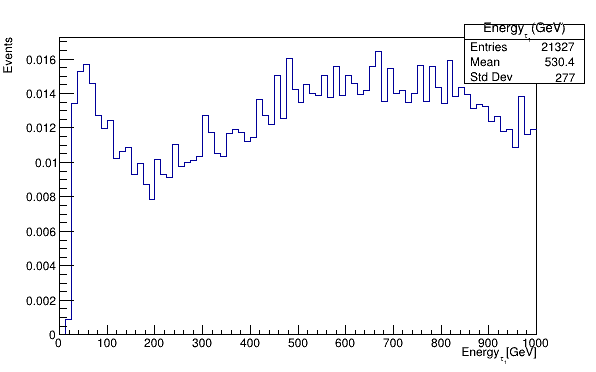 Energy_τ₁(GeV)
Entries 21327
Mean 530.4
Std Dev 277
Events
0.016
0.014
0.012
0.01
0.008
0.006
0.004
0.002
0
0 100 200 300 400 500 600 700 800 900 1000
Energy_τ₁[GeV]